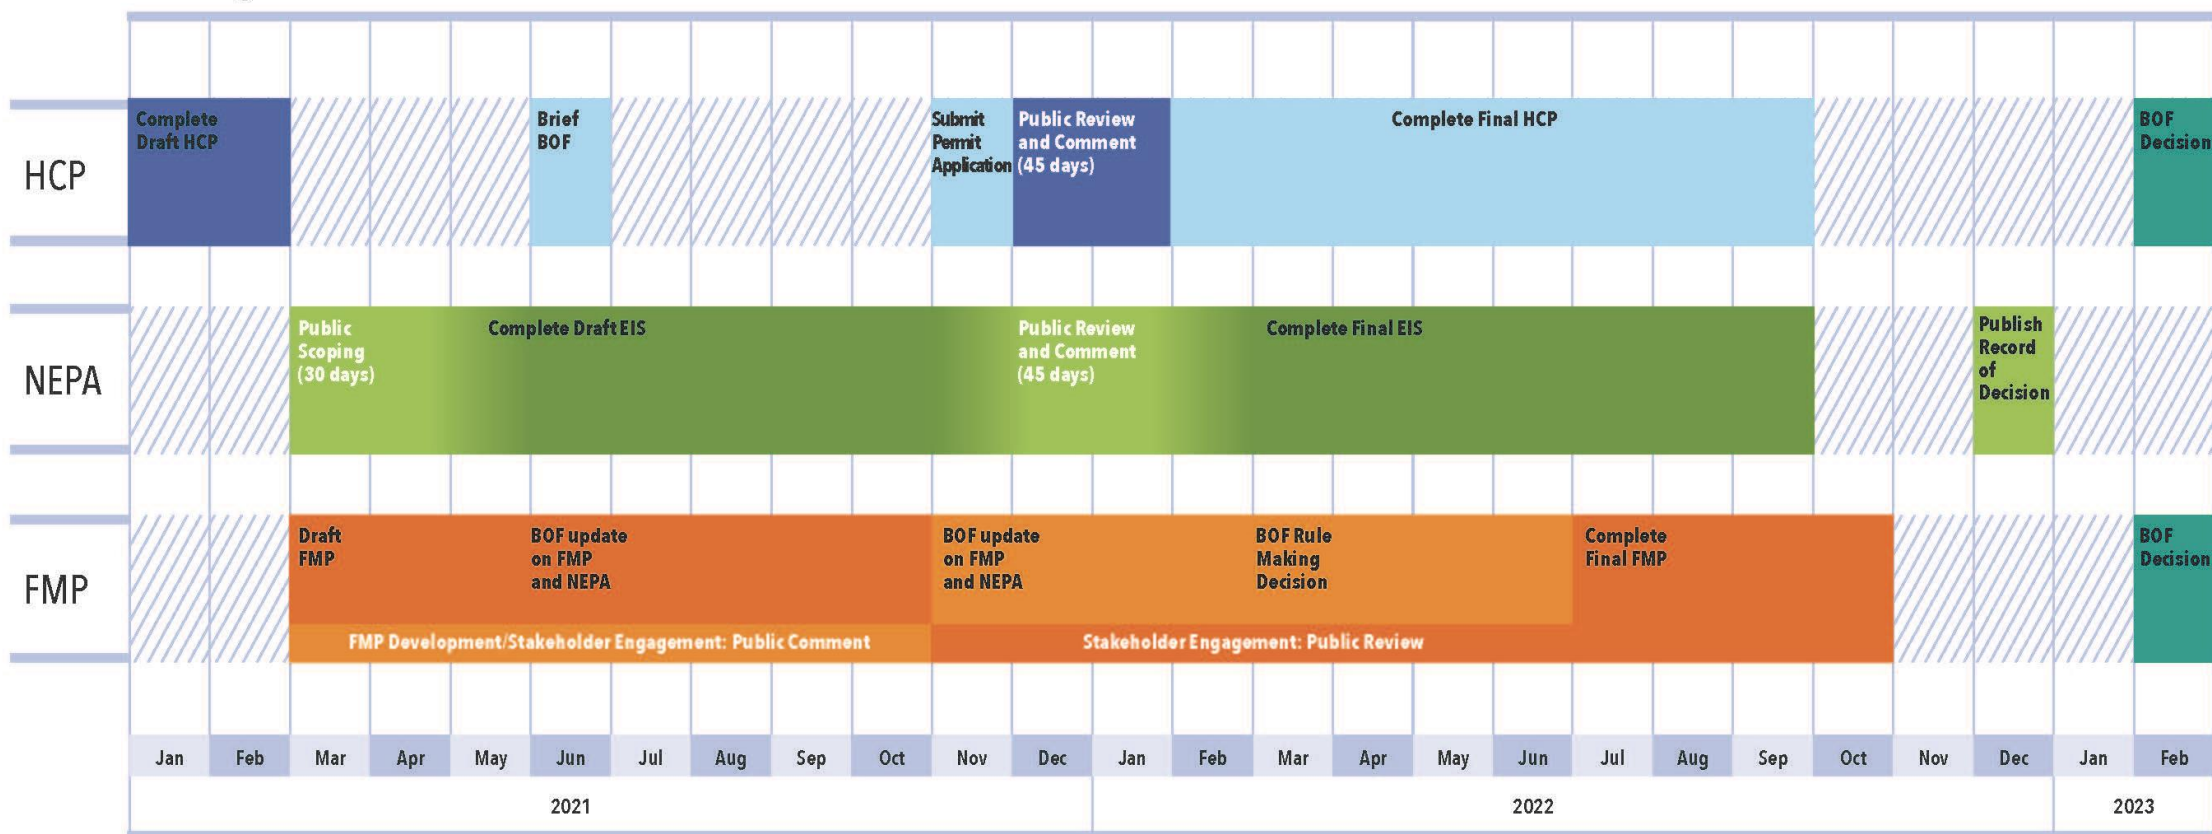 HCP
Complete
Draft HCP
Brief
BOF
Submit
Permit
Application
Public Review
and Comment
(45 days)
Complete Final HCP
BOF
Decision
NEPA
Public
Scoping
(30 days)
Complete Draft EIS
Public Review
and Comment
(45 days)
Complete Final EIS
Publish
Record
of
Decision
FMP
Draft
FMP
BOF update
on FMP
and NEPA
BOF update
on FMP
and NEPA
BOF Rule
Making
Decision
Complete
Final FMP
BOF
Decision
FMP Development/Stakeholder Engagement: Public Comment
Stakeholder Engagement: Public Review
Jan Feb Mar Apr May Jun Jul Aug Sep Oct Nov Dec Jan Feb Mar Apr May Jun Jul Aug Sep Oct Nov Dec Jan Feb
2021 2022 2023